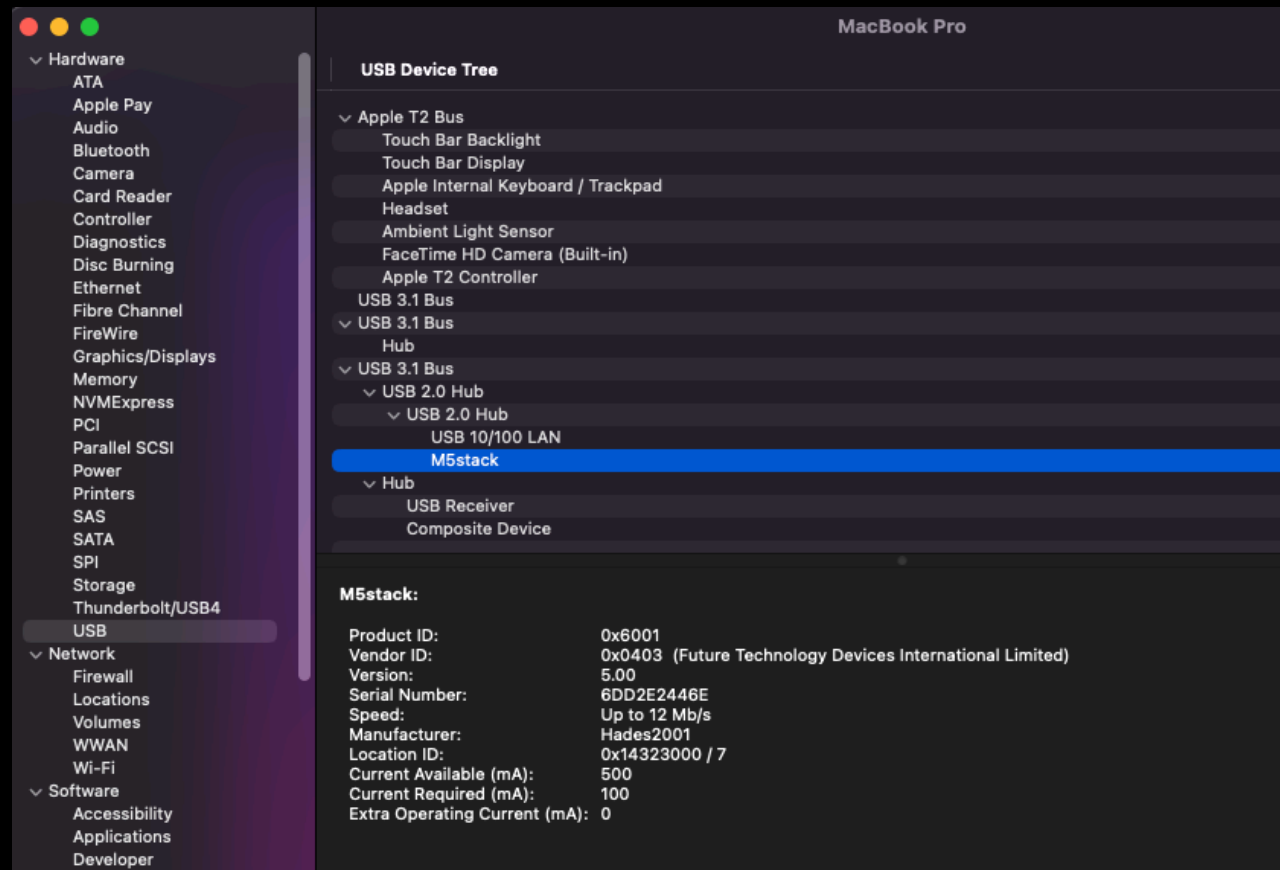 MacBook Pro
Hardware
ATA
Apple Pay
Audio
Bluetooth
Camera
Card Reader
Controller
Diagnostics
Disc Burning
Ethernet
Fibre Channel
FireWire
Graphics/Displays
Memory
NVMExpress
PCI
Parallel SCSI
Power
Printers
SAS
SATA
SPI
Storage
Thunderbolt/USB4
USB
Network
Firewall
Locations
Volumes
WWAN
Wi-Fi
Software
Accessibility
Applications
Developer
USB Device Tree
Apple T2 Bus
Touch Bar Backlight
Touch Bar Display
Apple Internal Keyboard / Trackpad
Headset
Ambient Light Sensor
FaceTime HD Camera (Built-in)
Apple T2 Controller
USB 3.1 Bus
USB 3.1 Bus
Hub
USB 3.1 Bus
USB 2.0 Hub
USB 2.0 Hub
USB 10/100 LAN
M5stack
Hub
USB Receiver
Composite Device
M5stack:
Product ID: 0x6001
Vendor ID: 0x0403 (Future Technology Devices International Limited)
Version: 5.00
Serial Number: 6DD2E2446E
Speed: Up to 12 Mb/s
Manufacturer: Hades2001
Location ID: 0x14323000 / 7
Current Available (mA): 500
Current Required (mA): 100
Extra Operating Current (mA): 0